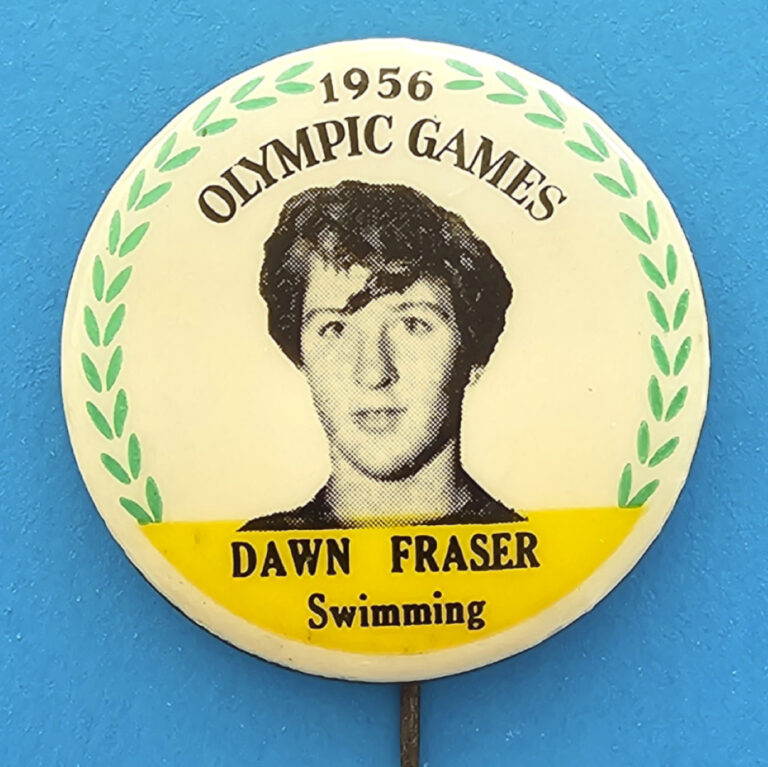 1956
OLYMPIC GAMES
DAWN FRASER
Swimming